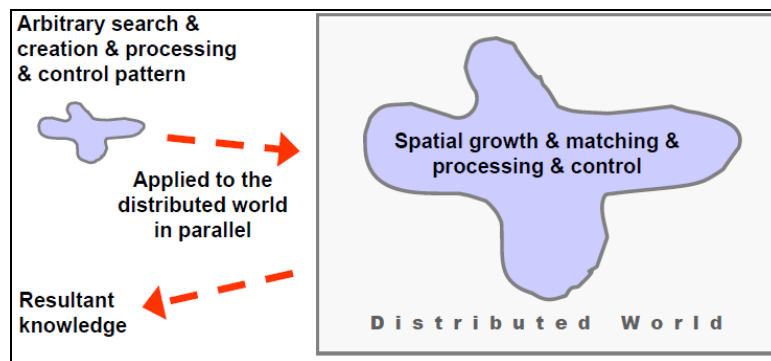 Arbitrary search &
creation & processing
& control pattern
Applied to the
distributed world
in parallel
Resultant
knowledge
Spatial growth & matching &
processing & control
Distributed World